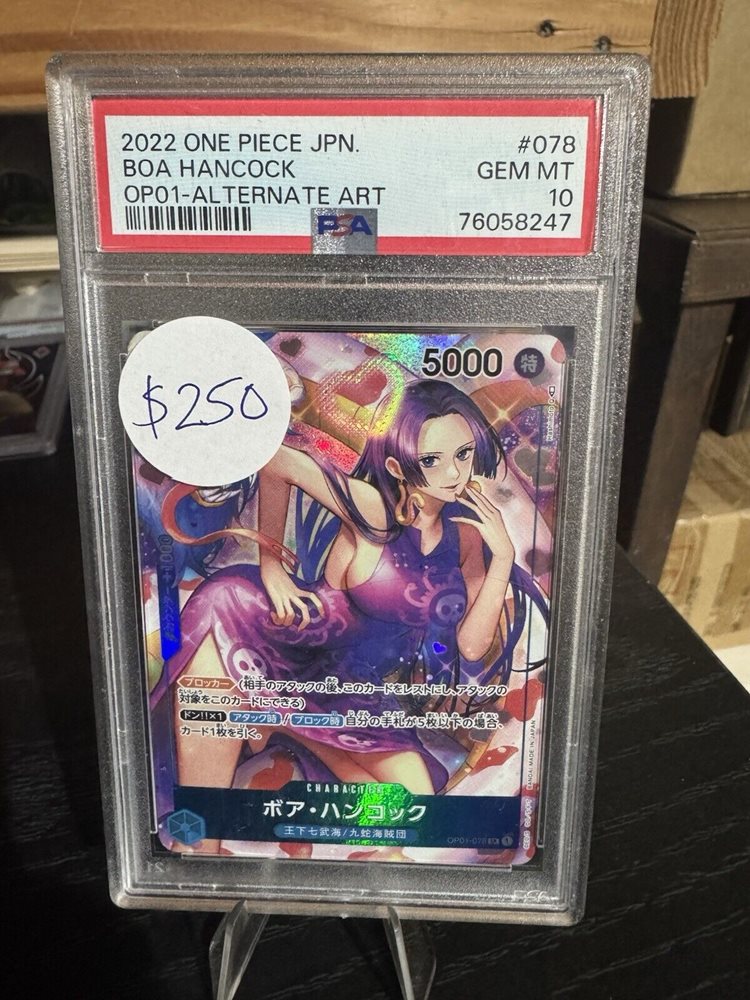 2022 ONE PIECE JPN. #078
BOA HANCOCK GEM MT
OP01-ALTERNATE ART 10
PSA 76058247
$250
5000 特
ブロッカー (相手のアタックの後、このカードをレストにし、アタックの
対象をこのカードにできる)
ドン!!×1 アタック時 / ブロック時 自分の手札が5枚以下の場合、
カード1枚を引く。
BANDAI MADE IN JAPAN
CHARACTER
ボア・ハンコック
王下七武海/九蛇海賊団
OP01-078 SR